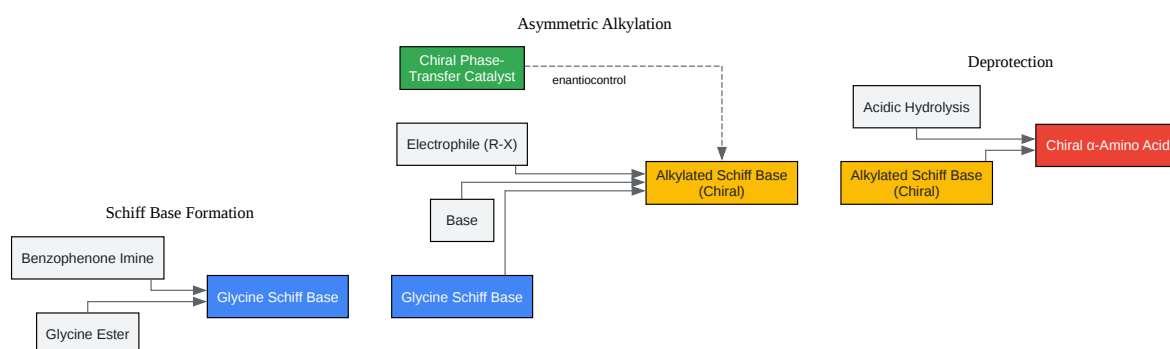 Schiff Base Formation
Benzophenone Imine
Glycine Schiff Base
Glycine Ester
Asymmetric Alkylation
Chiral Phase-
Transfer Catalyst
enantiocontrol
Electrophile (R-X)
Alkylated Schiff Base
(Chiral)
Base
Glycine Schiff Base
Deprotection
Acidic Hydrolysis
Chiral α-Amino Acid
Alkylated Schiff Base
(Chiral)